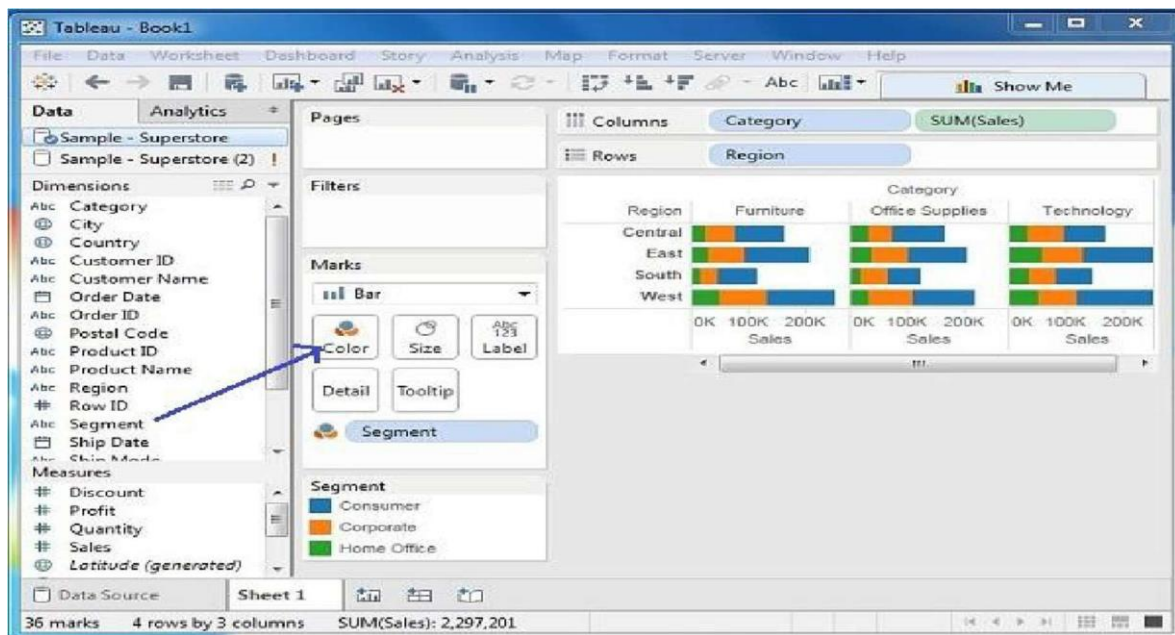 Tableau - Book1
File Data Worksheet Dashboard Story Analysis Map Format Server Window Help
Abc Show Me
Data Analytics
Sample - Superstore
Sample - Superstore (2) !
Dimensions
Abc Category
City
Country
Abc Customer ID
Abc Customer Name
Order Date
Abc Order ID
Postal Code
Abc Product ID
Abc Product Name
Abc Region
# Row ID
Abc Segment
Ship Date
Abc Ship Mode
Measures
# Discount
# Profit
# Quantity
# Sales
Latitude (generated)
Pages
Filters
Marks
Bar
Color Size Abc 123 Label
Detail Tooltip
Segment
Segment
Consumer
Corporate
Home Office
Columns Category SUM(Sales)
Rows Region
Category
Region Furniture Office Supplies Technology
Central
East
South
West
0K 100K 200K 0K 100K 200K 0K 100K 200K
Sales Sales Sales
Data Source Sheet 1
36 marks 4 rows by 3 columns SUM(Sales): 2,297,201